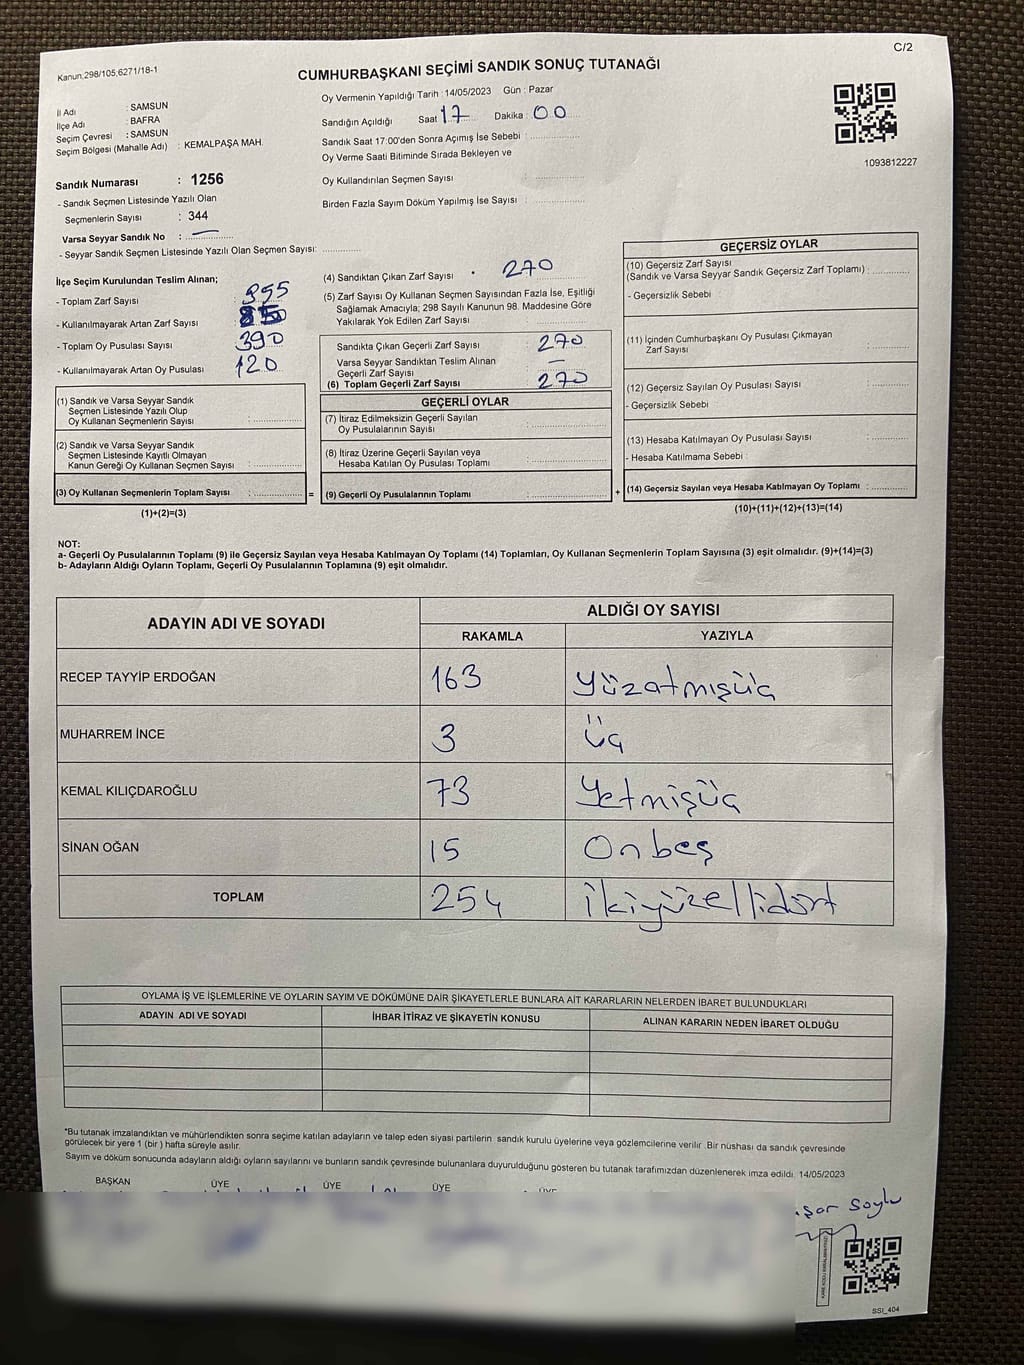 C/2
Kanun,298/105,6271/18-1
CUMHURBAŞKANI SEÇİMİ SANDIK SONUÇ TUTANAĞI
İl Adı : SAMSUN
İlçe Adı : BAFRA
Seçim Çevresi : SAMSUN
Seçim Bölgesi (Mahalle Adı) : KEMALPAŞA MAH.
Oy Vermenin Yapıldığı Tarih : 14/05/2023 Gün : Pazar
Sandığın Açıldığı Saat 17 Dakika : 00
Sandık Saat 17:00'den Sonra Açımış İse Sebebi :
Oy Verme Saati Bitiminde Sırada Bekleyen ve
Oy Kullandırılan Seçmen Sayısı :
Birden Fazla Sayım Döküm Yapılmış İse Sayısı :
1093812227
Sandık Numarası : 1256
- Sandık Seçmen Listesinde Yazılı Olan
Seçmenlerin Sayısı : 344
Varsa Seyyar Sandık No :
- Seyyar Sandık Seçmen Listesinde Yazılı Olan Seçmen Sayısı:
İlçe Seçim Kurulundan Teslim Alınan;
- Toplam Zarf Sayısı :
- Kullanılmayarak Artan Zarf Sayısı :
- Toplam Oy Pusulası Sayısı : 390
- Kullanılmayarak Artan Oy Pusulası : 120
(1) Sandık ve Varsa Seyyar Sandık
Seçmen Listesinde Yazılı Olup
Oy Kullanan Seçmenlerin Sayısı :
(2) Sandık ve Varsa Seyyar Sandık
Seçmen Listesinde Kayıtlı Olmayan
Kanun Gereği Oy Kullanan Seçmen Sayısı :
(3) Oy Kullanan Seçmenlerin Toplam Sayısı :
(1)+(2)=(3)
(4) Sandıktan Çıkan Zarf Sayısı : 270
(5) Zarf Sayısı Oy Kullanan Seçmen Sayısından Fazla İse, Eşitliği
Sağlamak Amacıyla; 298 Sayılı Kanunun 98. Maddesine Göre
Yakılarak Yok Edilen Zarf Sayısı :
Sandıkta Çıkan Geçerli Zarf Sayısı : 270
Varsa Seyyar Sandıktan Teslim Alınan
Geçerli Zarf Sayısı : —
(6) Toplam Geçerli Zarf Sayısı : 270
GEÇERLİ OYLAR
(7) İtiraz Edilmeksizin Geçerli Sayılan
Oy Pusulalarının Sayısı :
(8) İtiraz Üzerine Geçerli Sayılan veya
Hesaba Katılan Oy Pusulası Toplamı :
= (9) Geçerli Oy Pusulalarının Toplamı :
GEÇERSİZ OYLAR
(10) Geçersiz Zarf Sayısı
(Sandık ve Varsa Seyyar Sandık Geçersiz Zarf Toplamı) :
- Geçersizlik Sebebi :
(11) İçinden Cumhurbaşkanı Oy Pusulası Çıkmayan
Zarf Sayısı :
(12) Geçersiz Sayılan Oy Pusulası Sayısı :
- Geçersizlik Sebebi :
(13) Hesaba Katılmayan Oy Pusulası Sayısı :
- Hesaba Katılmama Sebebi :
+ (14) Geçersiz Sayılan veya Hesaba Katılmayan Oy Toplamı :
(10)+(11)+(12)+(13)=(14)
NOT:
a- Geçerli Oy Pusulalarının Toplamı (9) ile Geçersiz Sayılan veya Hesaba Katılmayan Oy Toplamı (14) Toplamları, Oy Kullanan Seçmenlerin Toplam Sayısına (3) eşit olmalıdır. (9)+(14)=(3)
b- Adayların Aldığı Oyların Toplamı, Geçerli Oy Pusulalarının Toplamına (9) eşit olmalıdır.
ADAYIN ADI VE SOYADI ALDIĞI OY SAYISI
RAKAMLA YAZIYLA
RECEP TAYYİP ERDOĞAN 163 Yüzatmışüç
MUHARREM İNCE 3 üç
KEMAL KILIÇDAROĞLU 73 Yetmişüç
SİNAN OĞAN 15 Onbeş
TOPLAM 254 ikiyüzellidört
OYLAMA İŞ VE İŞLEMLERİNE VE OYLARIN SAYIM VE DÖKÜMÜNE DAİR ŞİKAYETLERLE BUNLARA AİT KARARLARIN NELERDEN İBARET BULUNDUKLARI
ADAYIN ADI VE SOYADI İHBAR İTİRAZ VE ŞİKAYETİN KONUSU ALINAN KARARIN NEDEN İBARET OLDUĞU
"Bu tutanak imzalandıktan ve mühürlendikten sonra seçime katılan adayların ve talep eden siyasi partilerin sandık kurulu üyelerine veya gözlemcilerine verilir. Bir nüshası da sandık çevresinde
görülecek bir yere 1 (bir ) hafta süreyle asılır.
Sayım ve döküm sonucunda adayların aldığı oyların sayılarını ve bunların sandık çevresinde bulunanlara duyurulduğunu gösteren bu tutanak tarafımızdan düzenlenerek imza edildi. 14/05/2023
BAŞKAN ÜYE ÜYE ÜYE ÜYE
Soylu
SSI_404